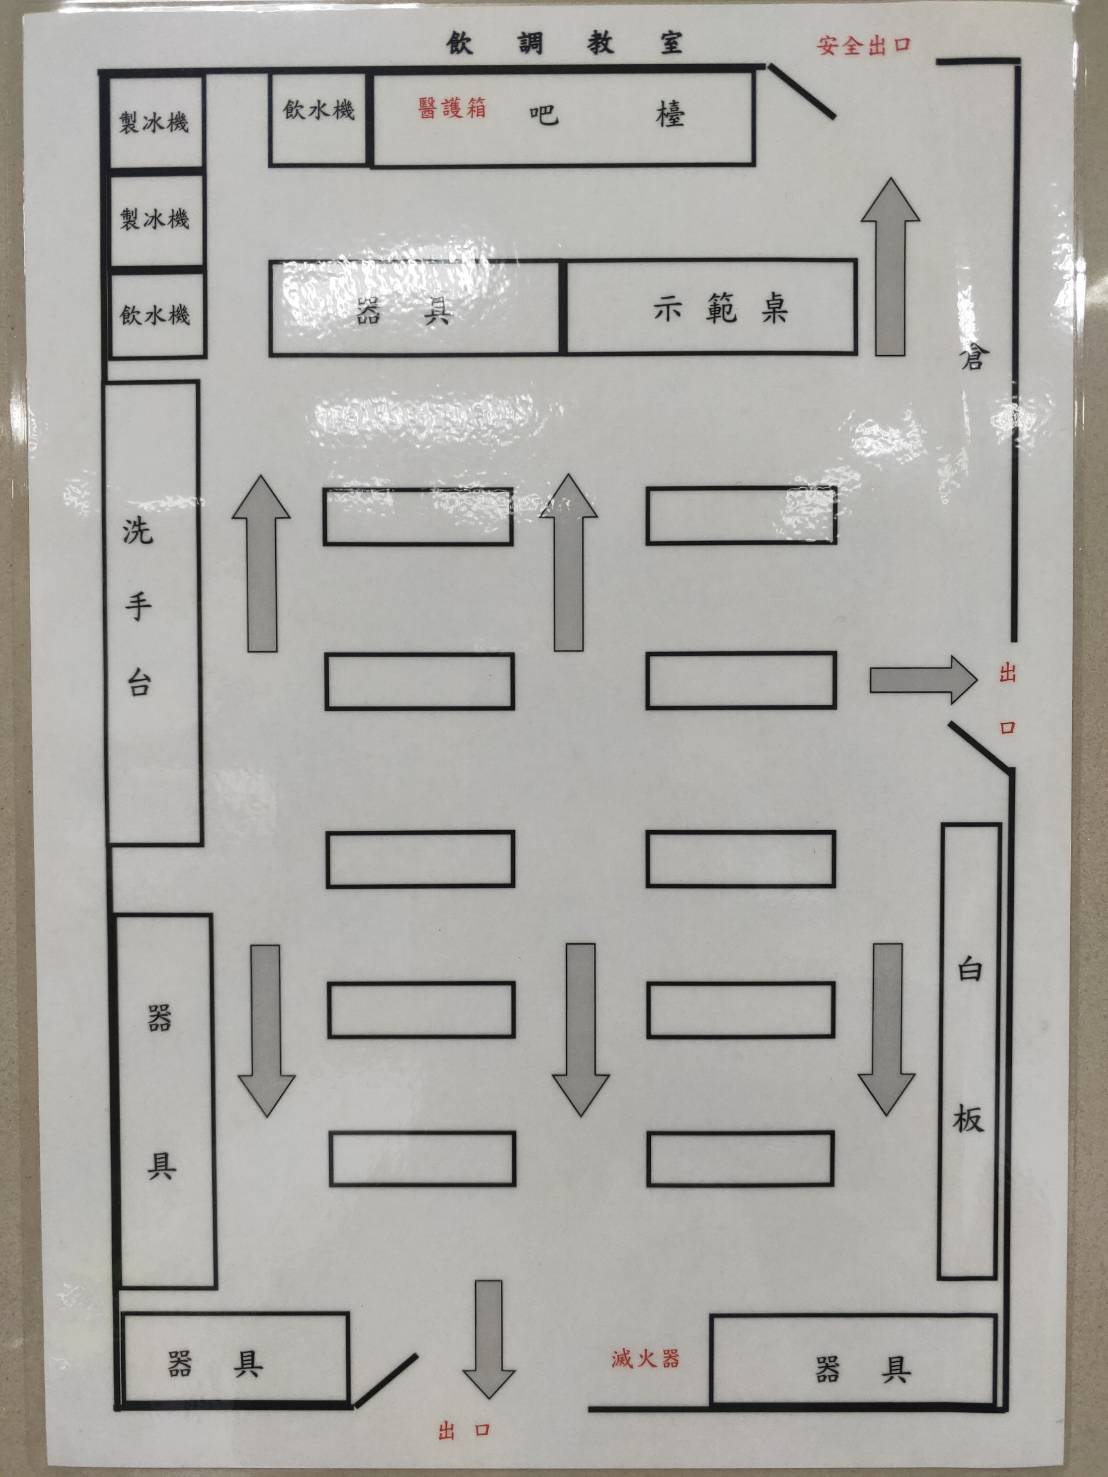 飲調教室
安全出口
製冰機
飲水機
醫護箱
吧檯
製冰機
飲水機
器具
示範桌
倉
洗手台
出口
白板
器具
器具
滅火器
器具
出口